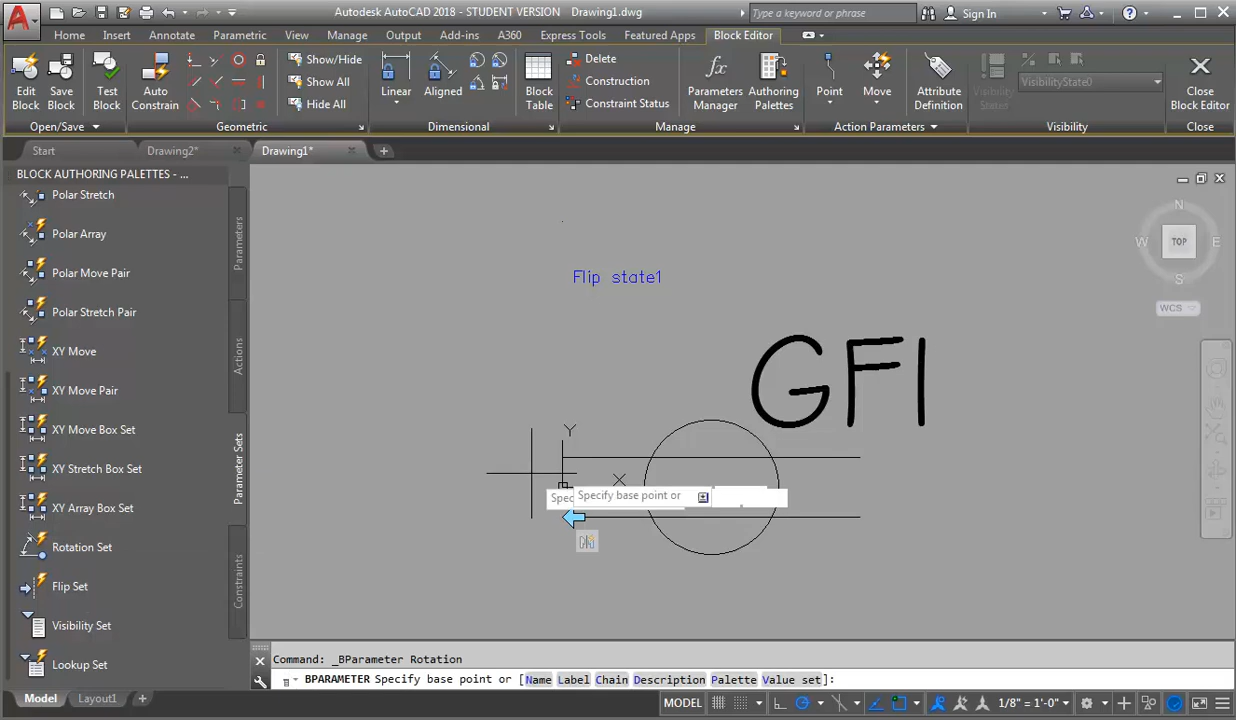 Autodesk AutoCAD 2018 - STUDENT VERSION Drawing1.dwg
Type a keyword or phrase
Sign In
Home Insert Annotate Parametric View Manage Output Add-ins A360 Express Tools Featured Apps Block Editor
Edit Block
Save Block
Test Block
Auto Constrain
Show/Hide
Show All
Hide All
Linear
Aligned
Delete
Construction
Constraint Status
Block Table
Parameters Manager
Authoring Palettes
Point
Move
Attribute Definition
Visibility States
VisibilityState0
Close Block Editor
Open/Save
Geometric
Dimensional
Manage
Action Parameters
Visibility
Close
Start
Drawing2*
Drawing1*
BLOCK AUTHORING PALETTES - ...
Polar Stretch
Polar Array
Polar Move Pair
Polar Stretch Pair
XY Move
XY Move Pair
XY Move Box Set
XY Stretch Box Set
XY Array Box Set
Rotation Set
Flip Set
Visibility Set
Lookup Set
Parameters
Actions
Parameter Sets
Constraints
Flip state1
GFI
Y
X
Spec
Specify base point or
N
W
TOP
E
S
WCS
Command: _BParameter Rotation
BPARAMETER Specify base point or [Name Label Chain Description Palette Value set]:
Model
Layout1
MODEL
1/8" = 1'-0"